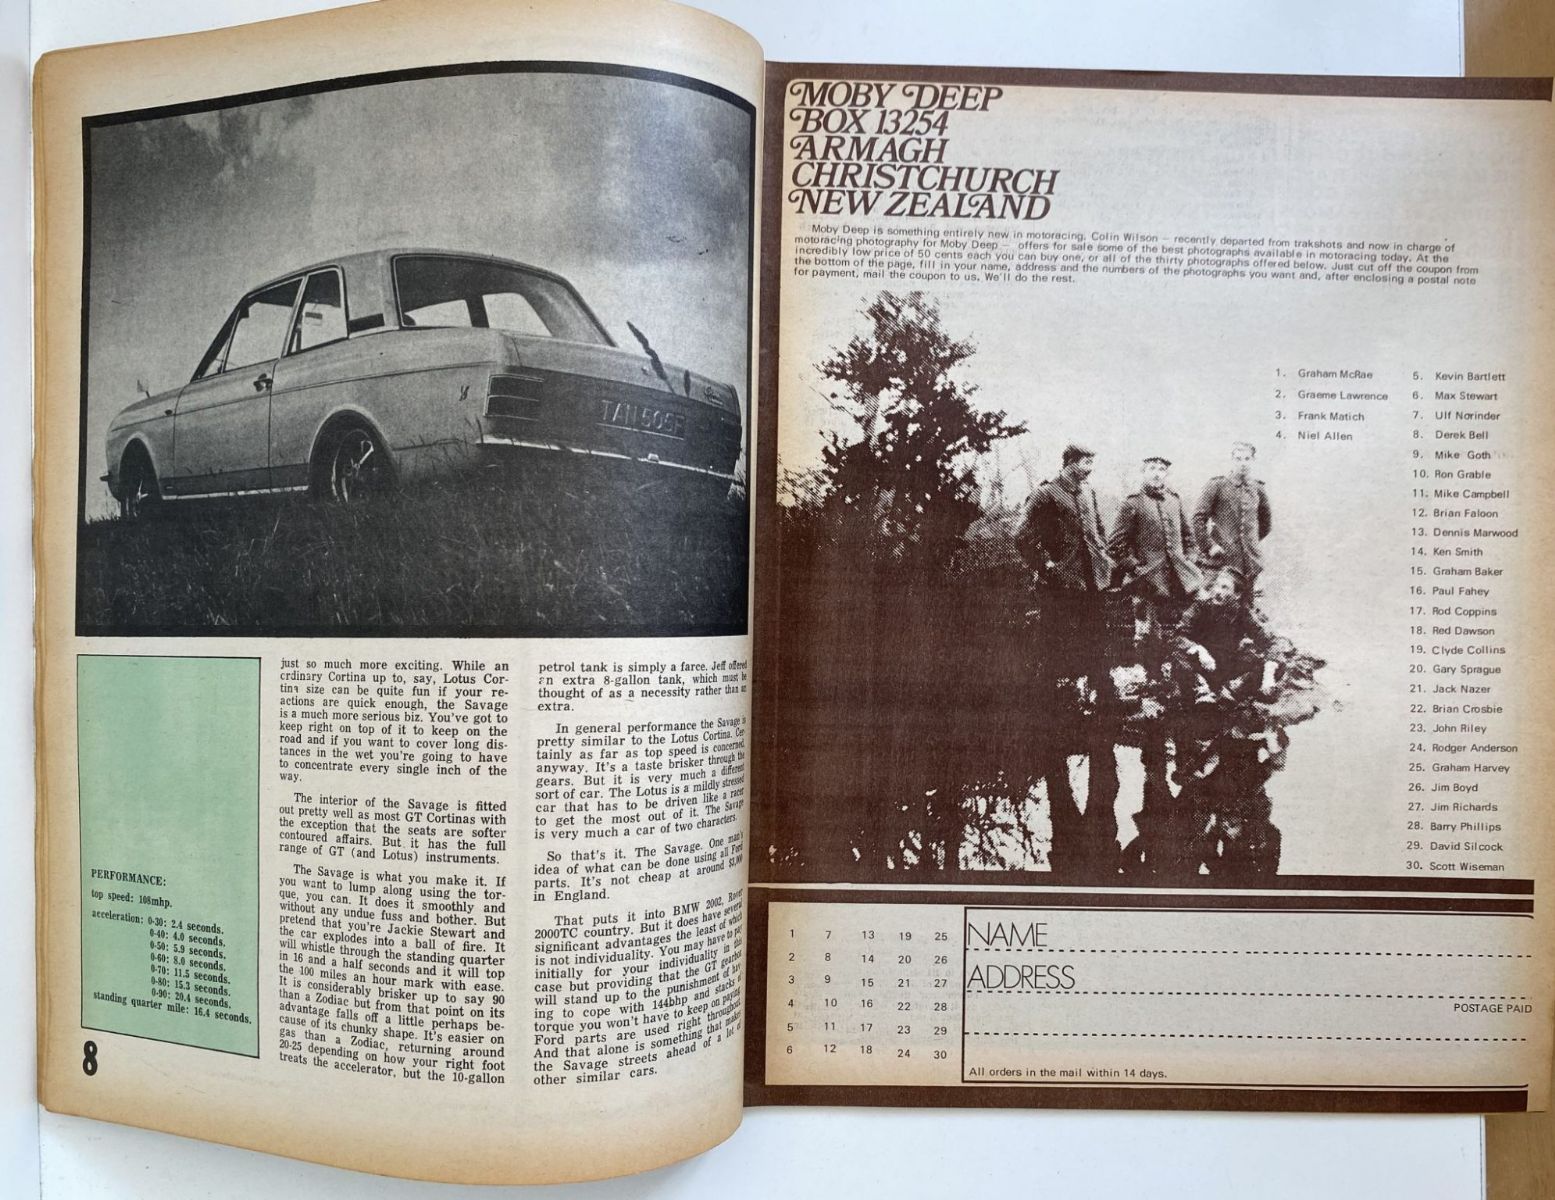 TAN 505F
PERFORMANCE:
top speed: 108mhp.
acceleration: 0-30: 2.4 seconds.
0-40: 4.0 seconds.
0-50: 5.9 seconds.
0-60: 8.0 seconds.
0-70: 11.5 seconds.
0-80: 15.3 seconds.
0-90: 20.4 seconds.
standing quarter mile: 16.4 seconds.
8
just so much more exciting. While an
ordinary Cortina up to, say, Lotus Cor-
tina size can be quite fun if your re-
actions are quick enough, the Savage
is a much more serious biz. You've got to
keep right on top of it to keep on the
road and if you want to cover long dis-
tances in the wet you're going to have
to concentrate every single inch of the
way.
The interior of the Savage is fitted
out pretty well as most GT Cortinas with
the exception that the seats are softer
contoured affairs. But it has the full
range of GT (and Lotus) instruments.
The Savage is what you make it. If
you want to lump along using the tor-
que, you can. It does it smoothly and
without any undue fuss and bother. But
pretend that you're Jackie Stewart and
the car explodes into a ball of fire. It
will whistle through the standing quarter
in 16 and a half seconds and it will top
the 100 miles an hour mark with ease.
It is considerably brisker up to say 90
than a Zodiac but from that point on its
advantage falls off a little perhaps be-
cause of its chunky shape. It's easier on
gas than a Zodiac, returning around
20-25 depending on how your right foot
treats the accelerator, but the 10-gallon
petrol tank is simply a farce. Jeff offered
an extra 8-gallon tank, which must be
thought of as a necessity rather than an
extra.
In general performance the Savage is
pretty similar to the Lotus Cortina. Cer-
tainly as far as top speed is concerned,
anyway. It's a taste brisker through the
gears. But it is very much a different
sort of car. The Lotus is a mildly stressed
car that has to be driven like a racer
to get the most out of it. The Savage
is very much a car of two characters.
So that's it. The Savage. One man's
idea of what can be done using all Ford
parts. It's not cheap at around $3,000
in England.
That puts it into BMW 2002, Rover
2000TC country. But it does have several
significant advantages the least of which
is not individuality. You may have to pay
initially for your individuality in this
case but providing that the GT gearbox
will stand up to the punishment of hav-
ing to cope with 144bhp and stacks of
torque you won't have to keep on paying
Ford parts are used right throughout.
And that alone is something that makes
the Savage streets ahead of a lot of
other similar cars.
MOBY DEEP
BOX 13254
ARMAGH
CHRISTCHURCH
NEW ZEALAND
Moby Deep is something entirely new in motoracing. Colin Wilson — recently departed from trakshots and now in charge of
motoracing photography for Moby Deep — offers for sale some of the best photographs available in motoracing today. At the
incredibly low price of 50 cents each you can buy one, or all of the thirty photographs offered below. Just cut off the coupon from
the bottom of the page, fill in your name, address and the numbers of the photographs you want and, after enclosing a postal note
for payment, mail the coupon to us. We'll do the rest.
1. Graham McRae
2. Graeme Lawrence
3. Frank Matich
4. Niel Allen
5. Kevin Bartlett
6. Max Stewart
7. Ulf Norinder
8. Derek Bell
9. Mike Goth
10. Ron Grable
11. Mike Campbell
12. Brian Faloon
13. Dennis Marwood
14. Ken Smith
15. Graham Baker
16. Paul Fahey
17. Rod Coppins
18. Red Dawson
19. Clyde Collins
20. Gary Sprague
21. Jack Nazer
22. Brian Crosbie
23. John Riley
24. Rodger Anderson
25. Graham Harvey
26. Jim Boyd
27. Jim Richards
28. Barry Phillips
29. David Silcock
30. Scott Wiseman
1 7 13 19 25
2 8 14 20 26
3 9 15 21 27
4 10 16 22 28
5 11 17 23 29
6 12 18 24 30
NAME
ADDRESS
POSTAGE PAID
All orders in the mail within 14 days.